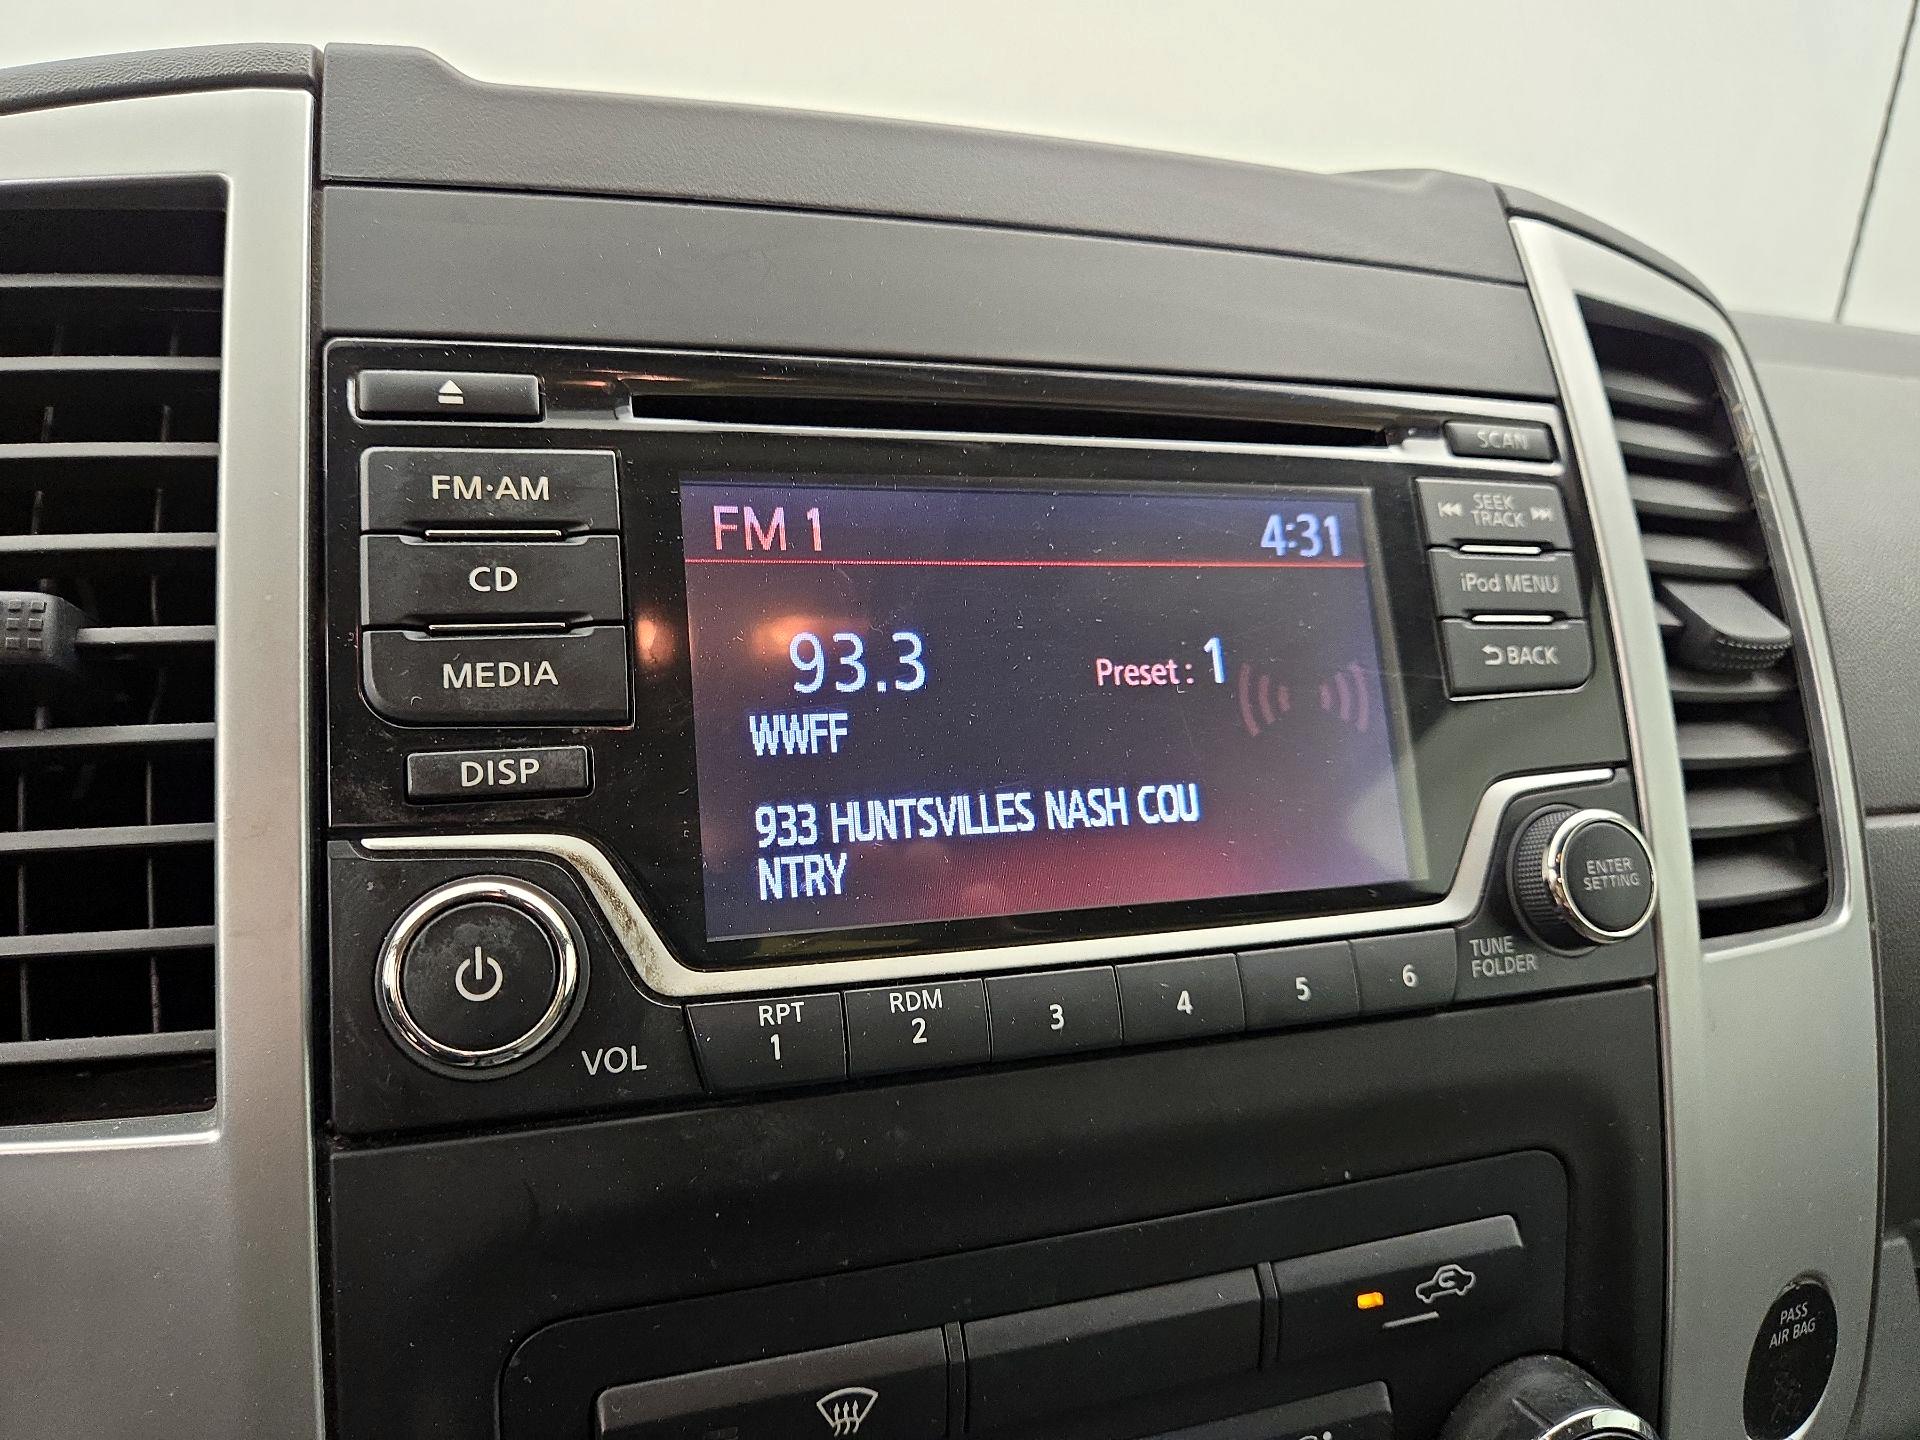 SCAN
FM·AM
SEEK
TRACK
FM 1
4:31
CD
iPod MENU
93.3
Preset : 1
BACK
MEDIA
WWFF
DISP
933 HUNTSVILLES NASH COU
NTRY
ENTER
SETTING
TUNE
FOLDER
VOL
RPT
1
RDM
2
3
4
5
6
PASS
AIR BAG